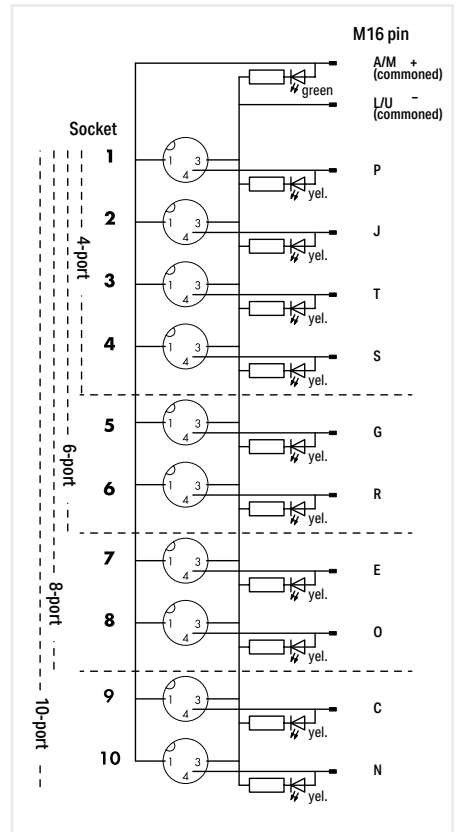 M16 pin
A/M +
(commoned)
green
L/U –
(commoned)
Socket
1
1 3
4
P
yel.
2
1 3
4
J
yel.
3
1 3
4
T
yel.
4
1 3
4
S
yel.
4-port
5
1 3
4
G
yel.
6
1 3
4
R
yel.
6-port
7
1 3
4
E
yel.
8
1 3
4
O
yel.
8-port
9
1 3
4
C
yel.
10
1 3
4
N
yel.
10-port